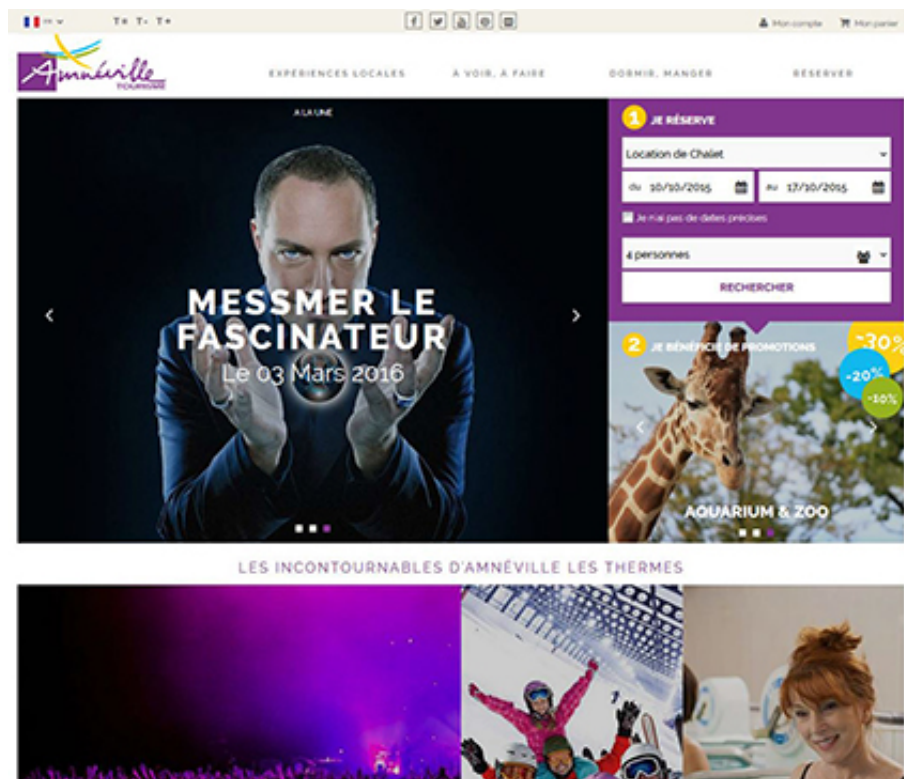 FR
T= T- T+
Mon compte
Mon panier
Amnéville
TOURISME
EXPÉRIENCES LOCALES
À VOIR, À FAIRE
DORMIR, MANGER
RÉSERVER
A LA UNE
MESSMER LE
FASCINATEUR
Le 03 Mars 2016
1 JE RÉSERVE
Location de Chalet
du 10/10/2015
au 17/10/2015
Je n'ai pas de dates précises
4 personnes
RECHERCHER
2 JE BÉNÉFICIE DE PROMOTIONS
-30%
-20%
-10%
AQUARIUM & ZOO
LES INCONTOURNABLES D'AMNÉVILLE LES THERMES